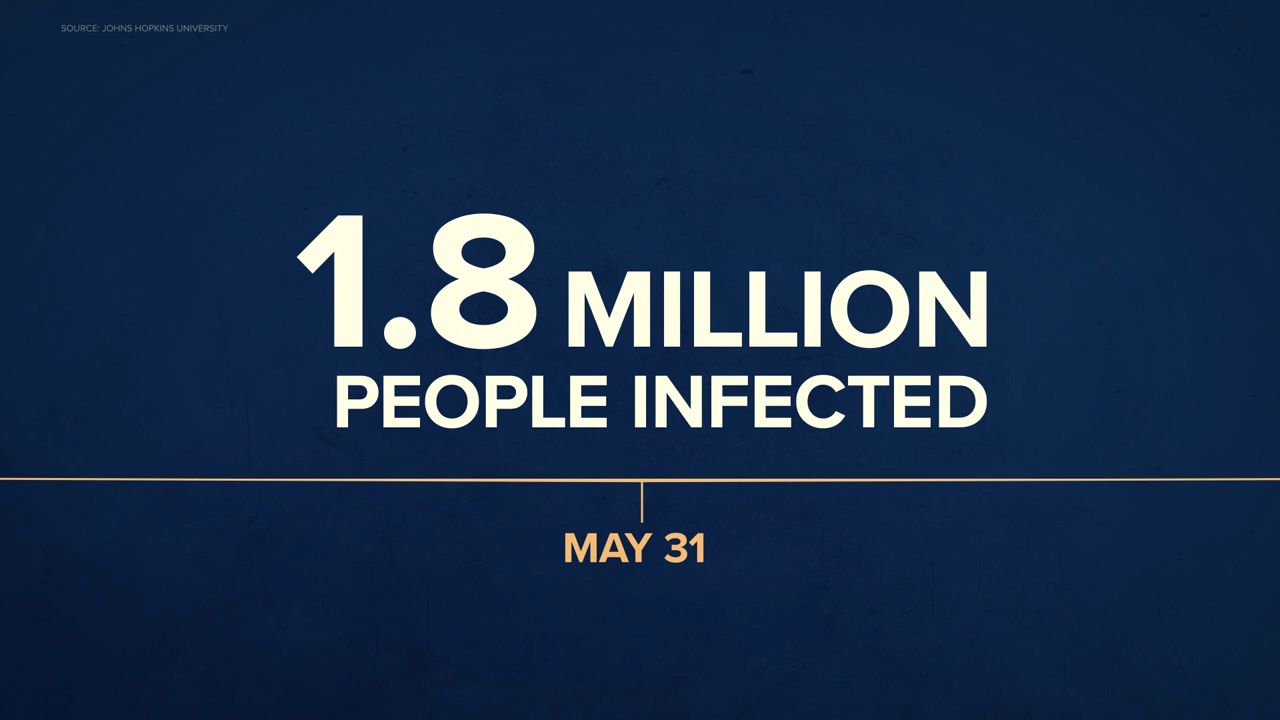 SOURCE: JOHNS HOPKINS UNIVERSITY
1.8 MILLION
PEOPLE INFECTED
MAY 31